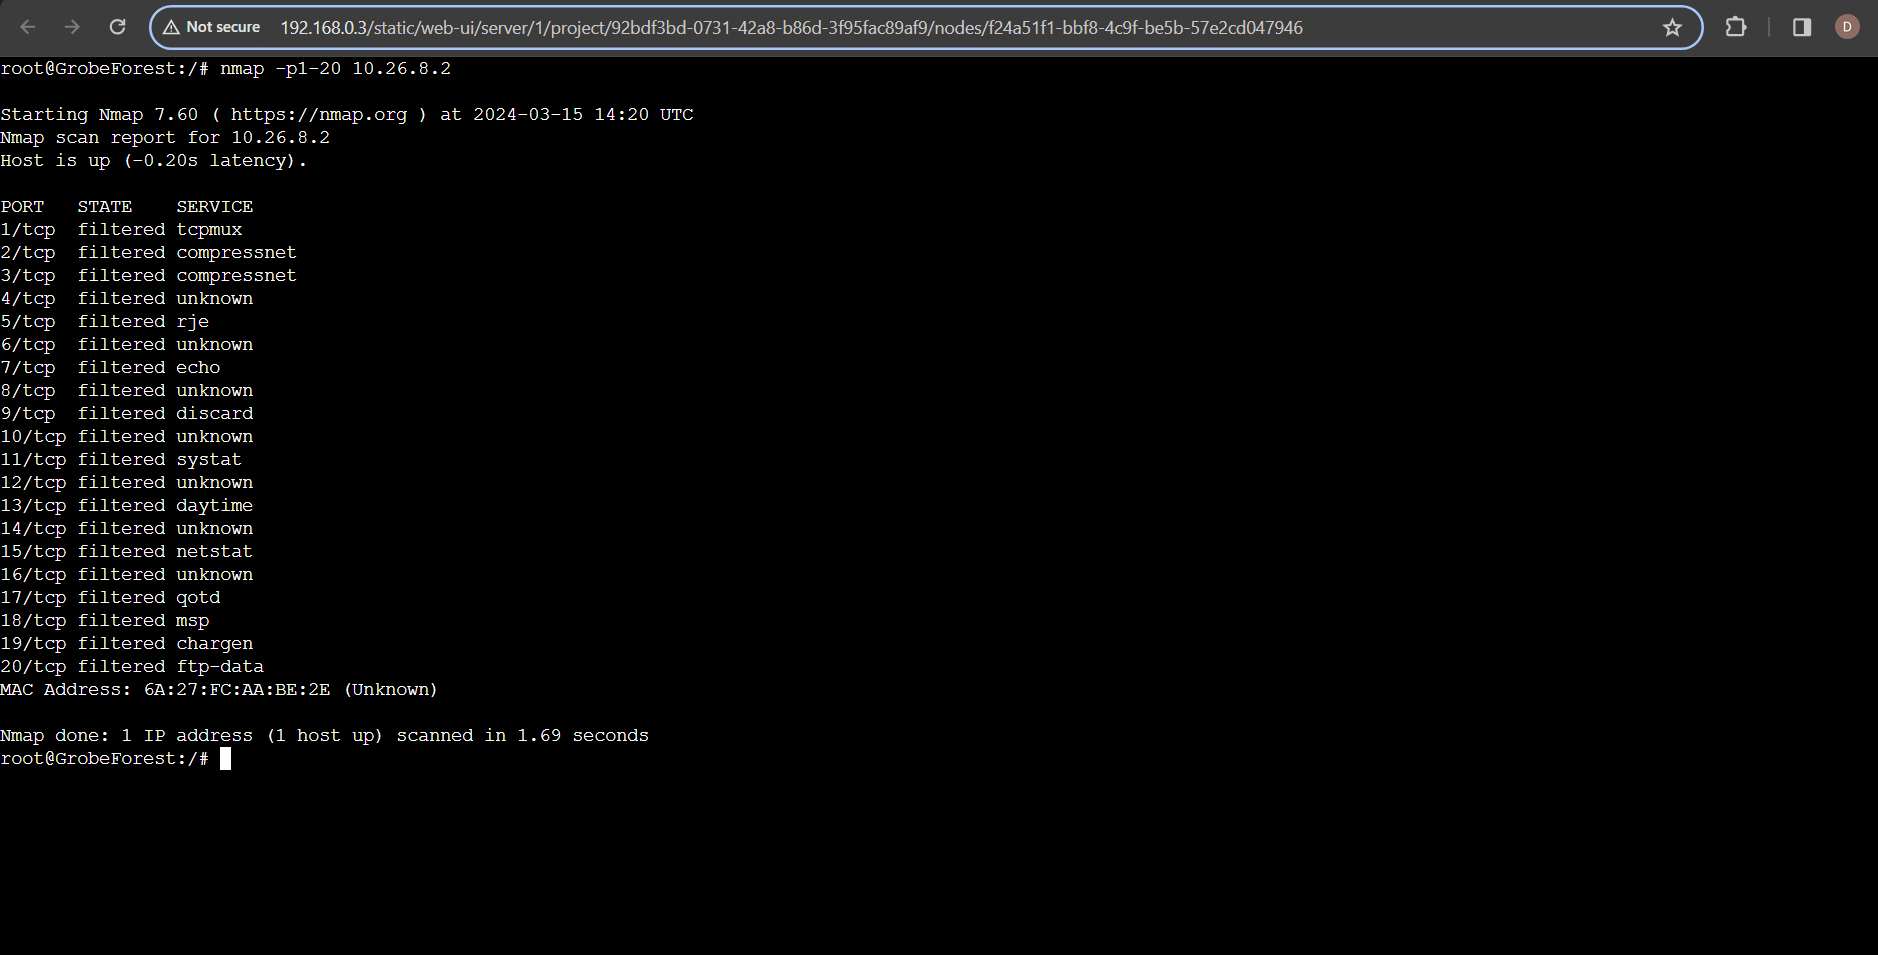 Not secure 192.168.0.3/static/web-ui/server/1/project/92bdf3bd-0731-42a8-b86d-3f95fac89af9/nodes/f24a51f1-bbf8-4c9f-be5b-57e2cd047946 D
root@GrobeForest:/# nmap -p1-20 10.26.8.2
Starting Nmap 7.60 ( https://nmap.org ) at 2024-03-15 14:20 UTC
Nmap scan report for 10.26.8.2
Host is up (-0.20s latency).
PORT   STATE    SERVICE
1/tcp  filtered tcpmux
2/tcp  filtered compressnet
3/tcp  filtered compressnet
4/tcp  filtered unknown
5/tcp  filtered rje
6/tcp  filtered unknown
7/tcp  filtered echo
8/tcp  filtered unknown
9/tcp  filtered discard
10/tcp filtered unknown
11/tcp filtered systat
12/tcp filtered unknown
13/tcp filtered daytime
14/tcp filtered unknown
15/tcp filtered netstat
16/tcp filtered unknown
17/tcp filtered qotd
18/tcp filtered msp
19/tcp filtered chargen
20/tcp filtered ftp-data
MAC Address: 6A:27:FC:AA:BE:2E (Unknown)
Nmap done: 1 IP address (1 host up) scanned in 1.69 seconds
root@GrobeForest:/#